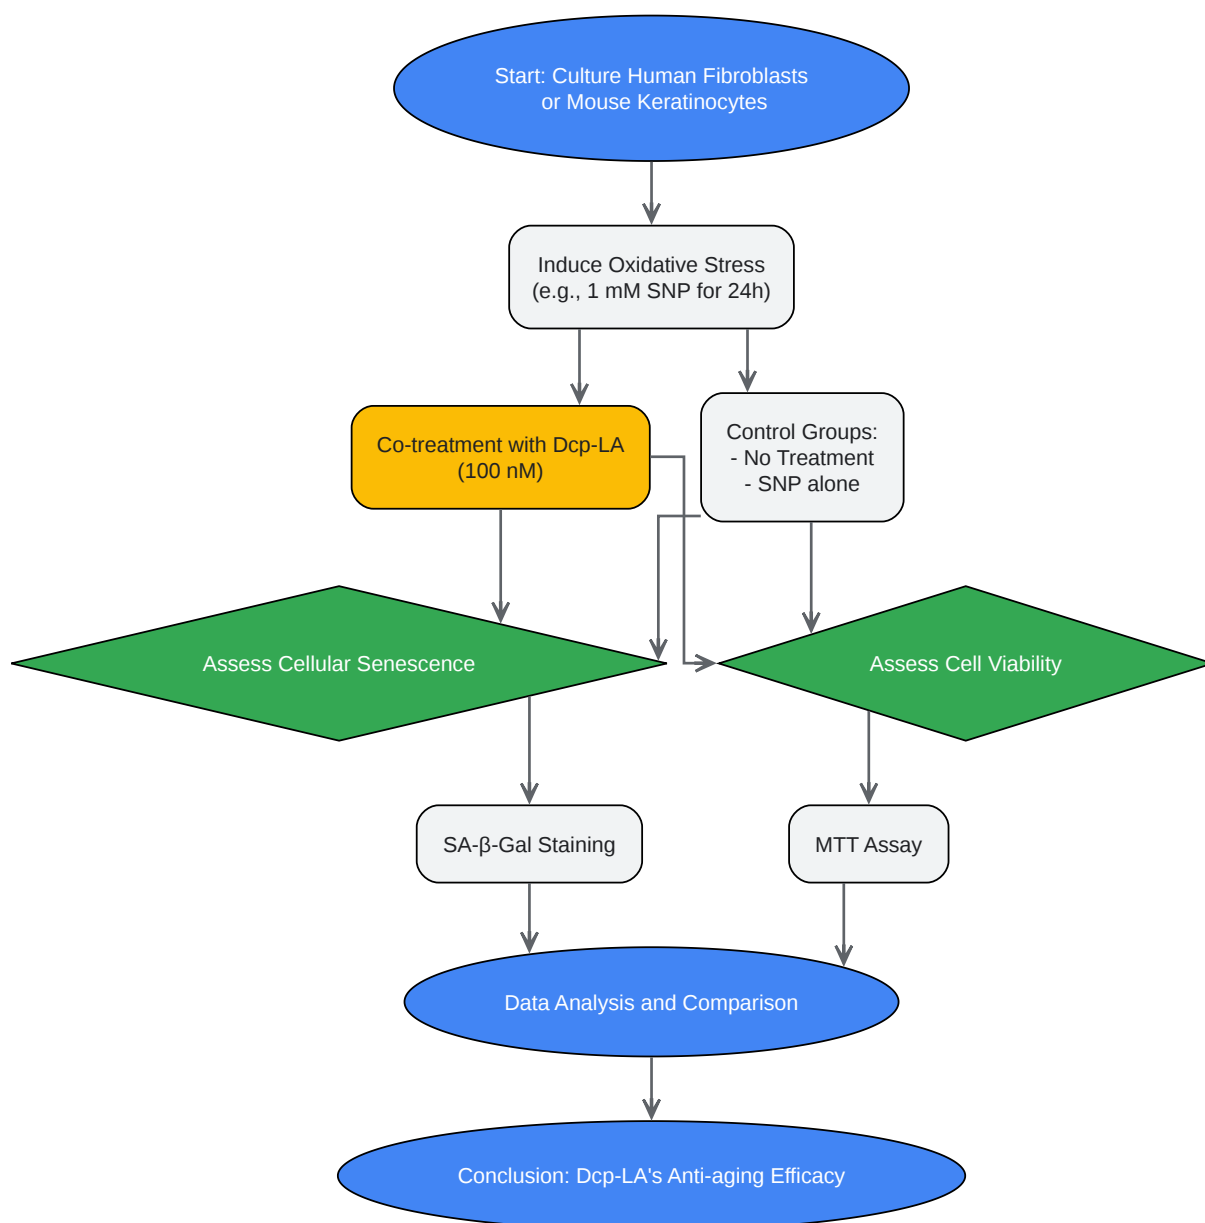 Start: Culture Human Fibroblasts
or Mouse Keratinocytes
Induce Oxidative Stress
(e.g., 1 mM SNP for 24h)
Co-treatment with Dcp-LA
(100 nM)
Control Groups:
- No Treatment
- SNP alone
Assess Cellular Senescence
Assess Cell Viability
SA-β-Gal Staining
MTT Assay
Data Analysis and Comparison
Conclusion: Dcp-LA's Anti-aging Efficacy